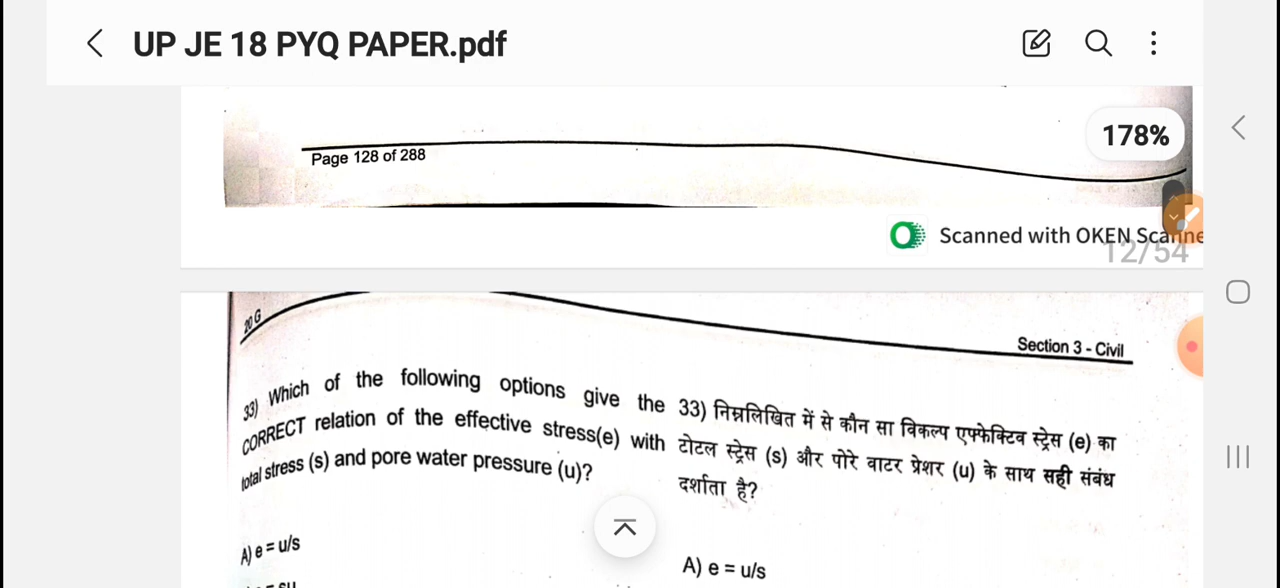 UP JE 18 PYQ PAPER.pdf
178%
Page 128 of 288
Scanned with OKEN Scanne
12/54
20 G
Section 3 - Civil
33) Which of the following options give the
CORRECT relation of the effective stress(e) with
total stress (s) and pore water pressure (u)?
A) e = u/s
33) निम्नलिखित में से कौन सा विकल्प एफ्फेक्टिव स्ट्रेस (e) का
टोटल स्ट्रेस (s) और पोरे वाटर प्रेशर (u) के साथ सही संबंध
दर्शाता है?
A) e = u/s